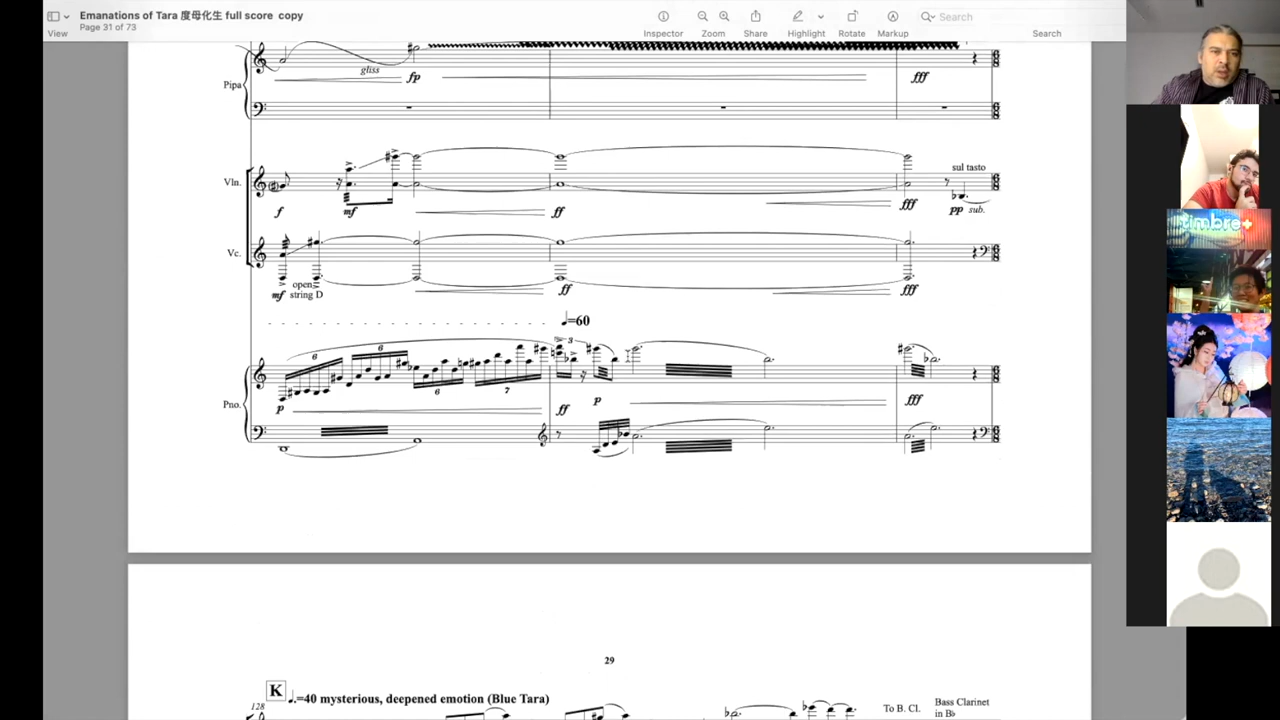 Emanations of Tara 度母化生 full score copy
Page 31 of 73
View
Inspector
Zoom
Share
Highlight
Rotate
Markup
Search
Search
timbre+
gliss
fp
fff
Pipa
sul tasto
Vln.
f
mf
ff
fff
pp sub.
Vc.
open
string D
mf
ff
fff
=60
6
6
3
6
7
Pno.
p
ff
p
fff
29
K
=40 mysterious, deepened emotion (Blue Tara)
128
To B. Cl.
Bass Clarinet
in B♭